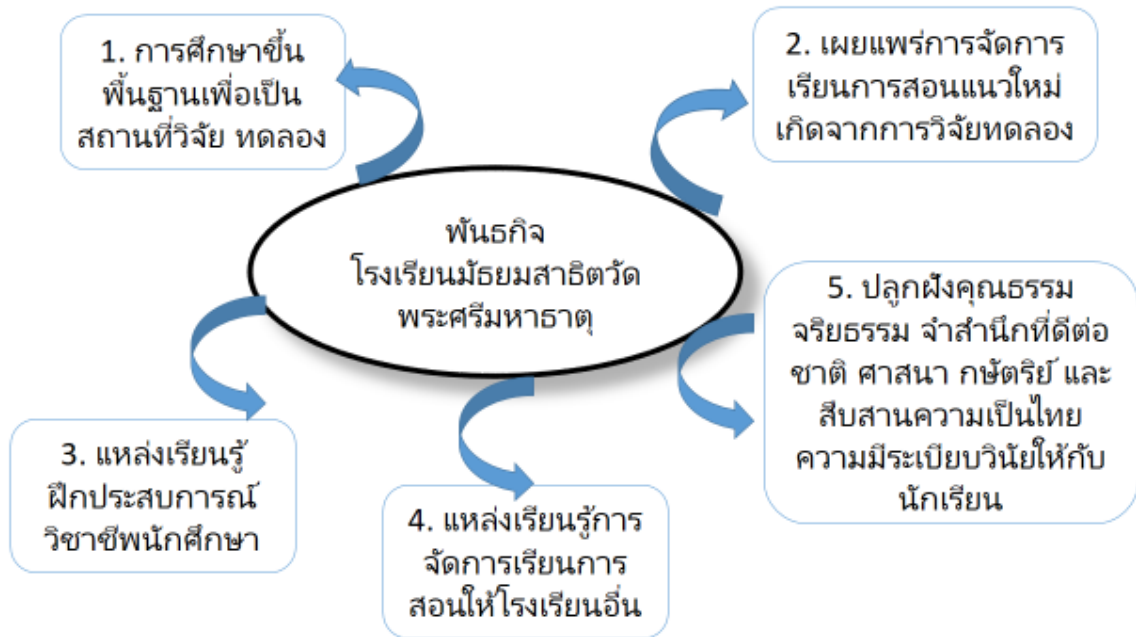 1. การศึกษาขึ้น
พื้นฐานเพื่อเป็น
สถานที่วิจัย ทดลอง
2. เผยแพร่การจัดการ
เรียนการสอนแนวใหม่
เกิดจากการวิจัยทดลอง
พันธกิจ
โรงเรียนมัธยมสาธิตวัด
พระศรีมหาธาตุ
3. แหล่งเรียนรู้
ฝึกประสบการณ์
วิชาชีพนักศึกษา
4. แหล่งเรียนรู้การ
จัดการเรียนการ
สอนให้โรงเรียนอื่น
5. ปลูกฝังคุณธรรม
จริยธรรม จำสำนึกที่ดีต่อ
ชาติ ศาสนา กษัตริย์ และ
สืบสานความเป็นไทย
ความมีระเบียบวินัยให้กับ
นักเรียน